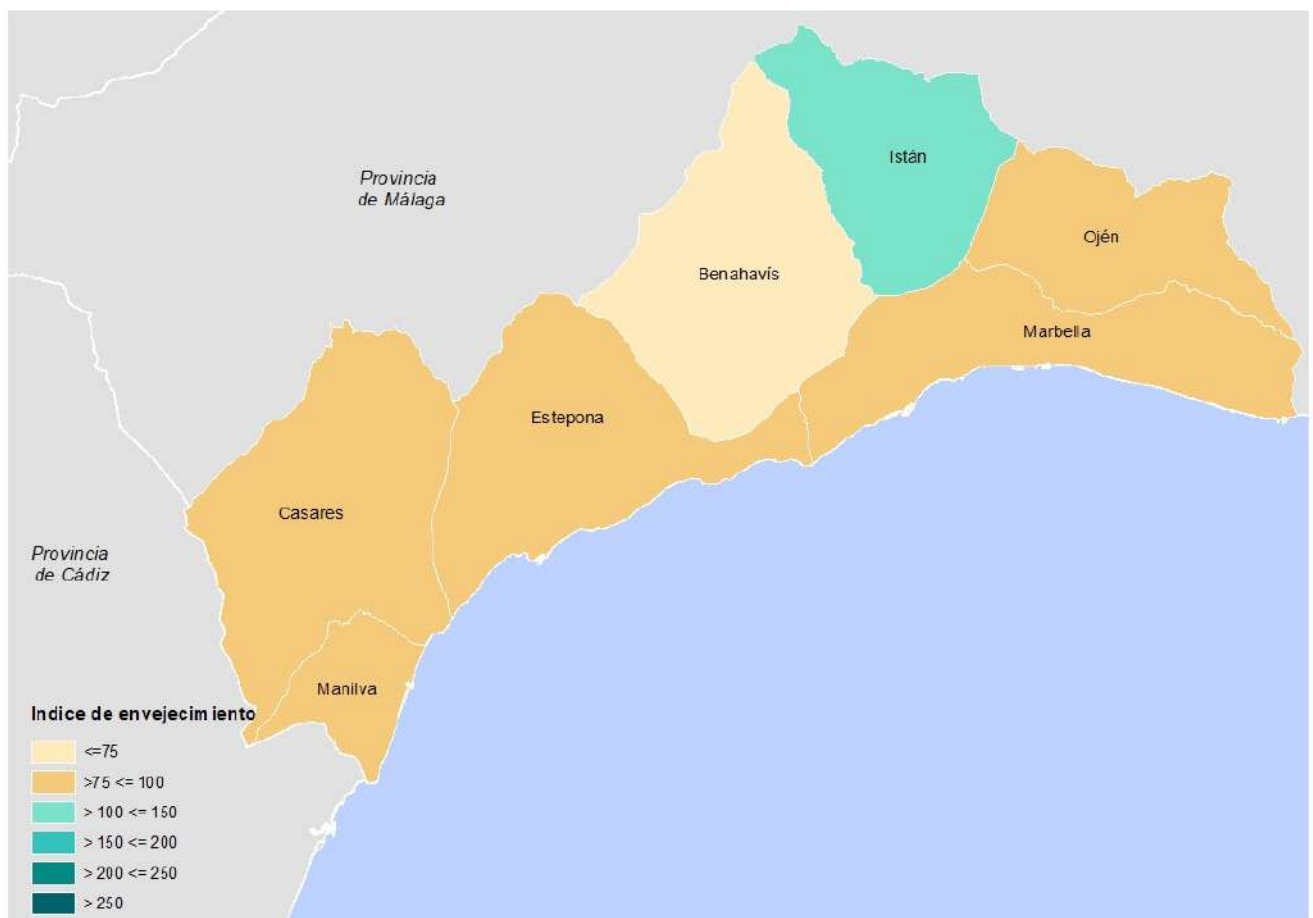 Istán
Provincia
de Málaga
Ojén
Benahavís
Marbella
Estepona
Casares
Provincia
de Cádiz
Manilva
Indice de envejecimiento
<=75
>75 <= 100
> 100 <= 150
> 150 <= 200
> 200 <= 250
> 250